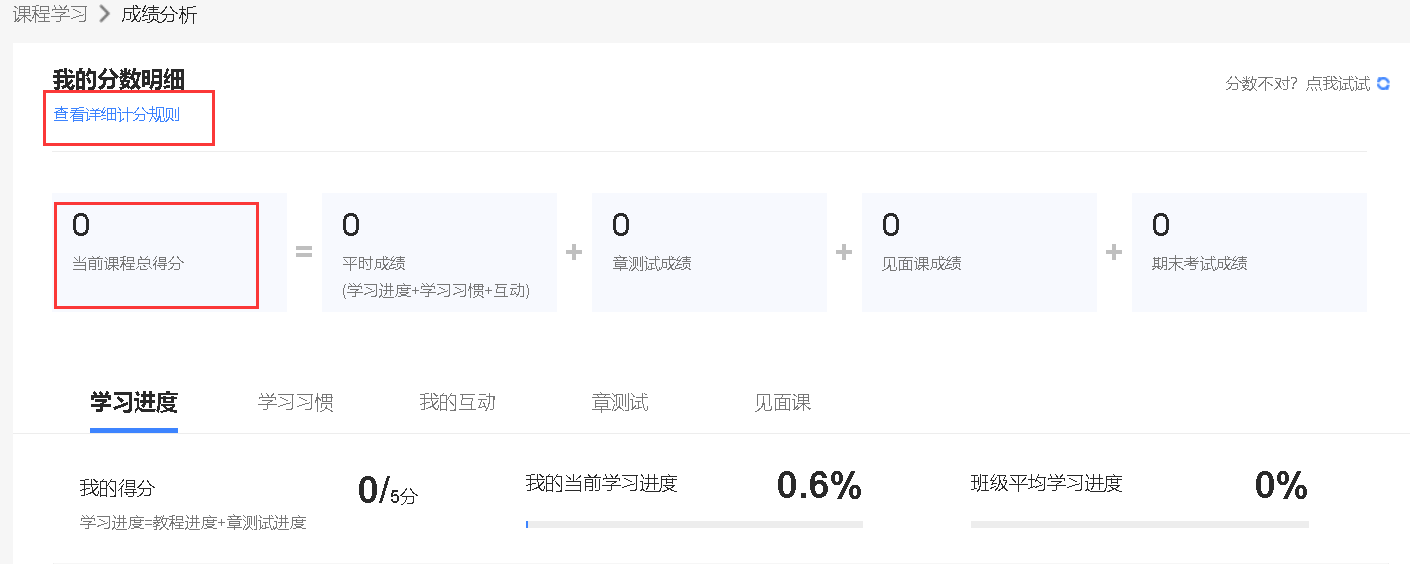 课程学习 > 成绩分析
我的分数明细
分数不对？点我试试
查看详细计分规则
0 = 0 + 0 + 0 + 0
当前课程总得分 平时成绩 章测试成绩 见面课成绩 期末考试成绩
(学习进度+学习习惯+互动)
学习进度 学习习惯 我的互动 章测试 见面课
我的得分 0/5分 我的当前学习进度 0.6% 班级平均学习进度 0%
学习进度=教程进度+章测试进度